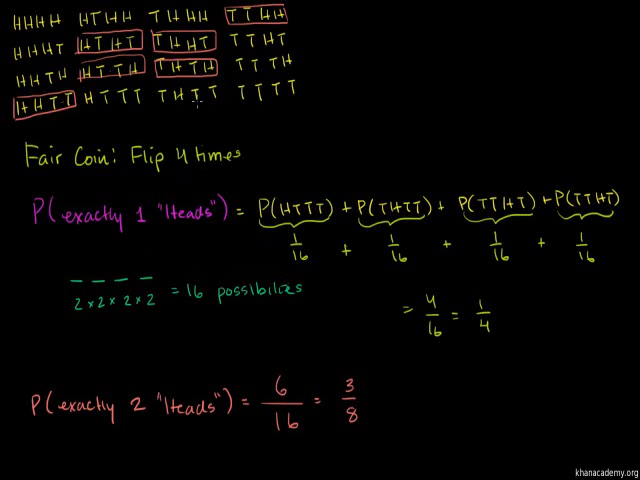 HHHH HTHH THHH TTHH
HHHT HTHT THHT TTHT
HHTH HTTH THTH TTTH
HHTT HTTT THTT TTTT
Fair Coin: Flip 4 times
P(exactly 1 "Heads") = P(HTTT) + P(THTT) + P(TTHT) + P(TTHT)
1/16 + 1/16 + 1/16 + 1/16
2 × 2 × 2 × 2 = 16 possibilies
= 4/16 = 1/4
P(exactly 2 "Heads") = 6/16 = 3/8
khanacademy.org